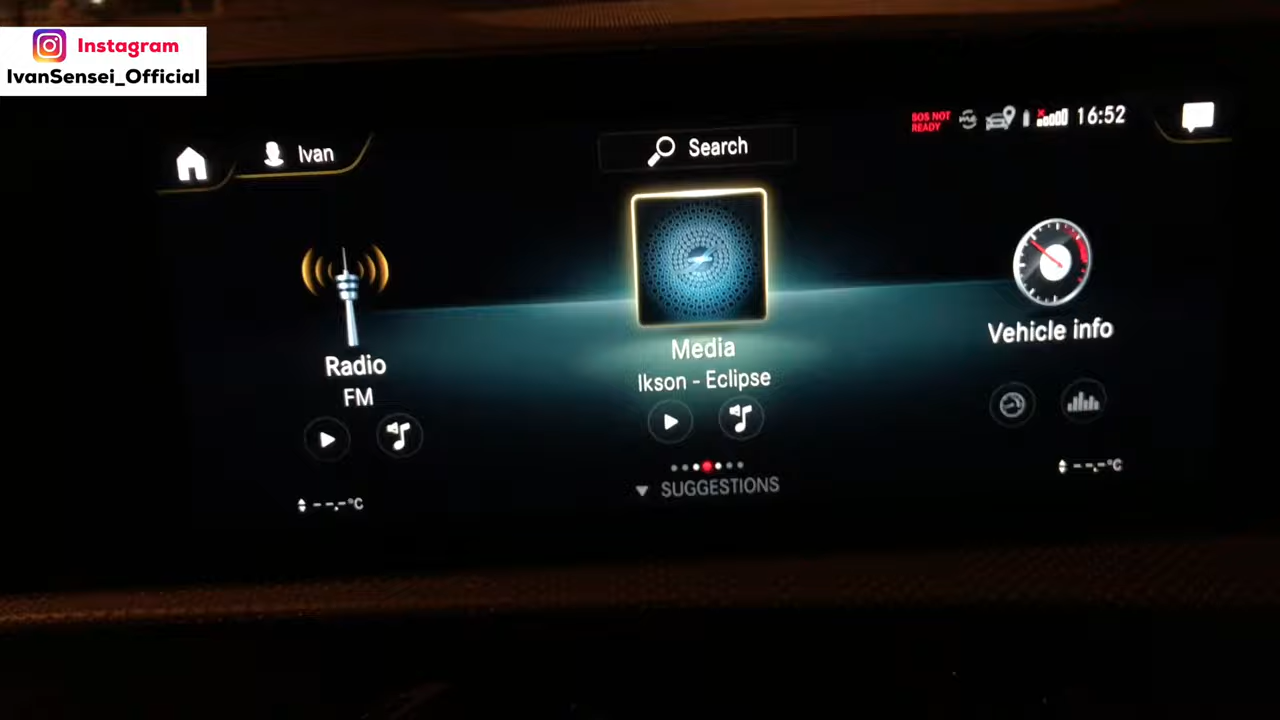 Instagram
IvanSensei_Official
SOS NOT
READY
16:52
Ivan
Search
Radio
FM
Media
Ikson - Eclipse
Vehicle info
SUGGESTIONS
--,-°C
--,-°C